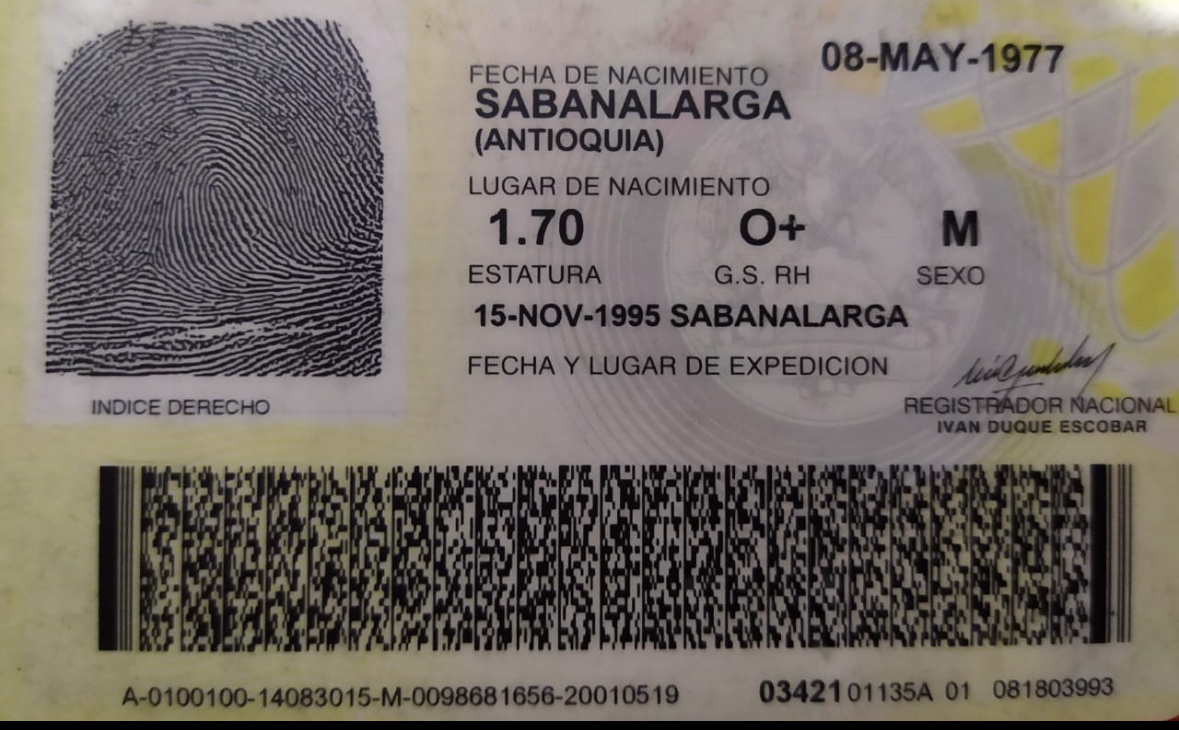 08-MAY-1977
FECHA DE NACIMIENTO
SABANALARGA
(ANTIOQUIA)
LUGAR DE NACIMIENTO
1.70 O+ M
ESTATURA G.S. RH SEXO
15-NOV-1995 SABANALARGA
FECHA Y LUGAR DE EXPEDICION
INDICE DERECHO
REGISTRADOR NACIONAL
IVAN DUQUE ESCOBAR
A-0100100-14083015-M-0098681656-20010519 0342101135A 01 081803993